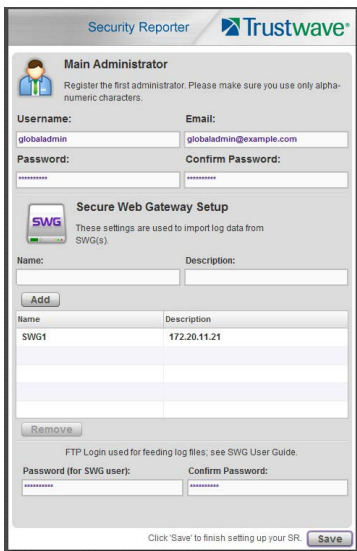 Security Reporter
Trustwave®
Main Administrator
Register the first administrator. Please make sure you use only alpha-
numeric characters.
Username:
Email:
globaladmin
globaladmin@example.com
Password:
Confirm Password:
**********
**********
SWG
Secure Web Gateway Setup
These settings are used to import log data from
SWG(s).
Name:
Description:
Add
Name
Description
SWG1
172.20.11.21
Remove
FTP Login used for feeding log files; see SWG User Guide.
Password (for SWG user):
Confirm Password:
**********
**********
Click 'Save' to finish setting up your SR.
Save